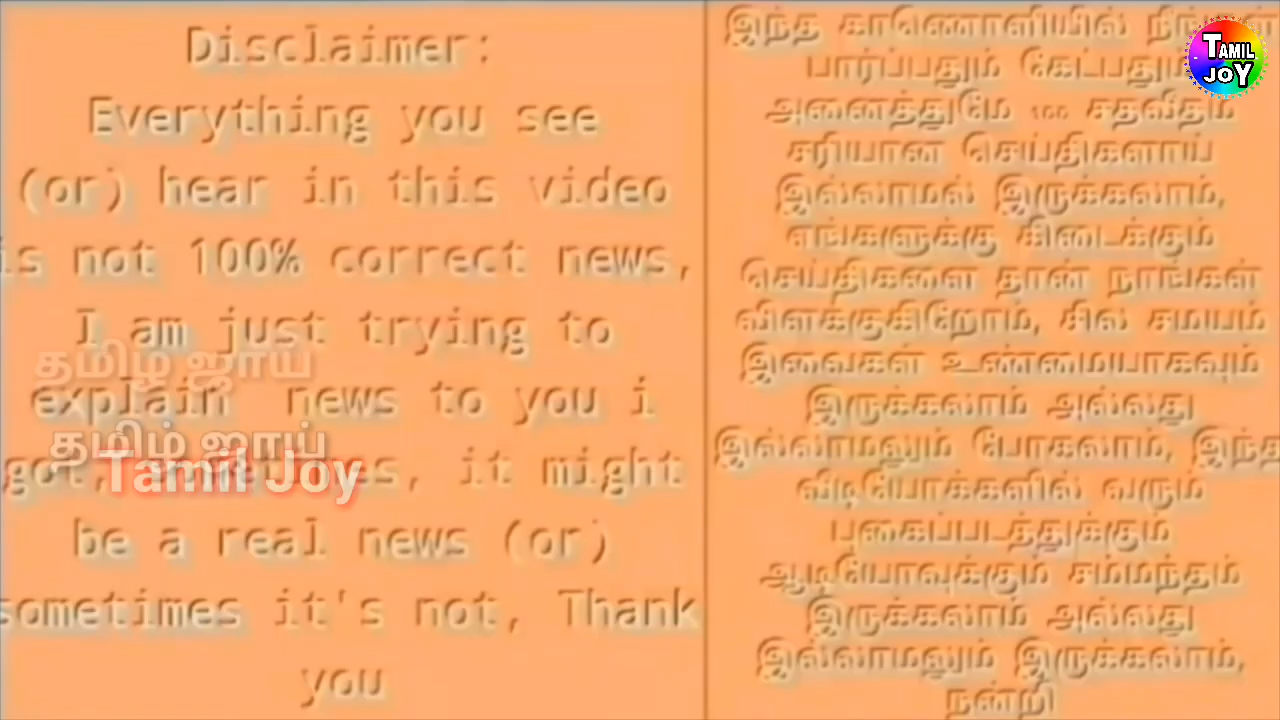 Disclaimer:
Everything you see
(or) hear in this video
is not 100% correct news,
I am just trying to
explain news to you i
got, it might
be a real news (or)
sometimes it's not, Thank
you
தமிழ் ஜாய்
தமிழ் ஜாய்
Tamil Joy
இந்த காணொளியில் நீங்கள்
பார்ப்பதும் கேட்பதும்
அனைத்துமே 100 சதவீதம்
சரியான செய்திகளாய்
இல்லாமல் இருக்கலாம்,
எங்களுக்கு கிடைக்கும்
செய்திகளை தான் நாங்கள்
விளக்குகிறோம், சில சமயம்
இவைகள் உண்மையாகவும்
இருக்கலாம் அல்லது
இல்லாமலும் போகலாம், இந்த
வீடியோக்களில் வரும்
புகைப்படத்துக்கும்
ஆடியோவுக்கும் சம்மந்தம்
இருக்கலாம் அல்லது
இல்லாமலும் இருக்கலாம்,
நன்றி
TAMIL
JOY